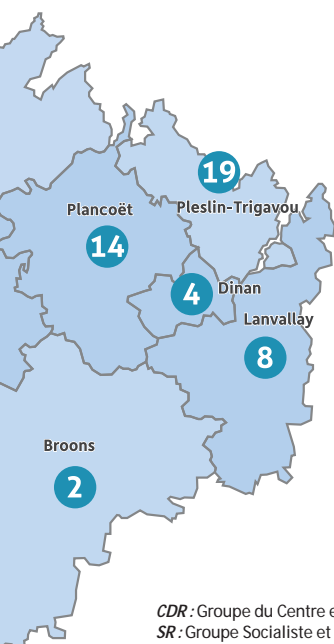 19
Pleslin-Trigavou
Plancoët
14
4
Dinan
Lanvallay
8
Broons
2
CDR : Groupe du Centre e
SR : Groupe Socialiste et